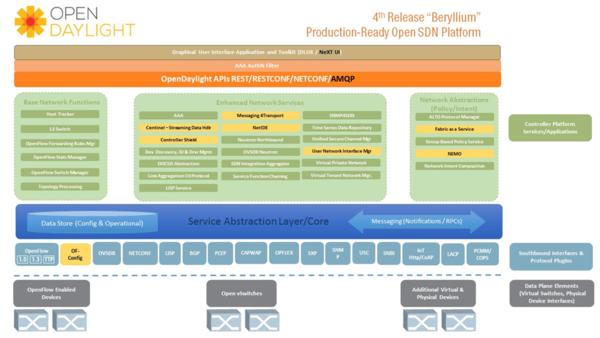 OPEN
DAYLIGHT
4th Release "Beryllium"
Production-Ready Open SDN Platform
Graphical User Interface Application and Toolkit (DLUX / NeXT UI)
AAA AuthN Filter
OpenDaylight APIs REST/RESTCONF/NETCONF/AMQP
Base Network Functions
Host Tracker
L2 Switch
OpenFlow Forwarding Rules Mgr
OpenFlow Stats Manager
OpenFlow Switch Manager
Topology Processing
Enhanced Network Services
AAA
Centinel – Streaming Data Hdlr
Controller Shield
Dev Discovery, ID & Drvr Mgmt
DOCSIS Abstraction
Link Aggregation Ctl Protocol
LISP Service
Messaging 4Transport
NetIDE
Neutron Northbound
OVSDB Neutron
SDN Integration Aggregator
Service Function Chaining
SNMP4SDN
Time Series Data Repository
Unified Secure Channel Mgr
User Network Interface Mgr
Virtual Private Network
Virtual Tenant Network Mgr.
Network Abstractions
(Policy/Intent)
ALTO Protocol Manager
Fabric as a Service
Group Based Policy Service
NEMO
Network Intent Composition
Controller Platform
Services/Applications
Data Store (Config & Operational)
Service Abstraction Layer/Core
Messaging (Notifications / RPCs)
OpenFlow
1.0 1.3 TTP
OF-
Config
OVSDB
NETCONF
LISP
BGP
PCEP
CAPWAP
OPFLEX
SXP
SNM
P
USC
SNBI
IoT
Http/CoAP
LACP
PCMM/
COPS
Southbound Interfaces &
Protocol Plugins
OpenFlow Enabled
Devices
Open vSwitches
Additional Virtual &
Physical Devices
Data Plane Elements
(Virtual Switches, Physical
Device Interfaces)